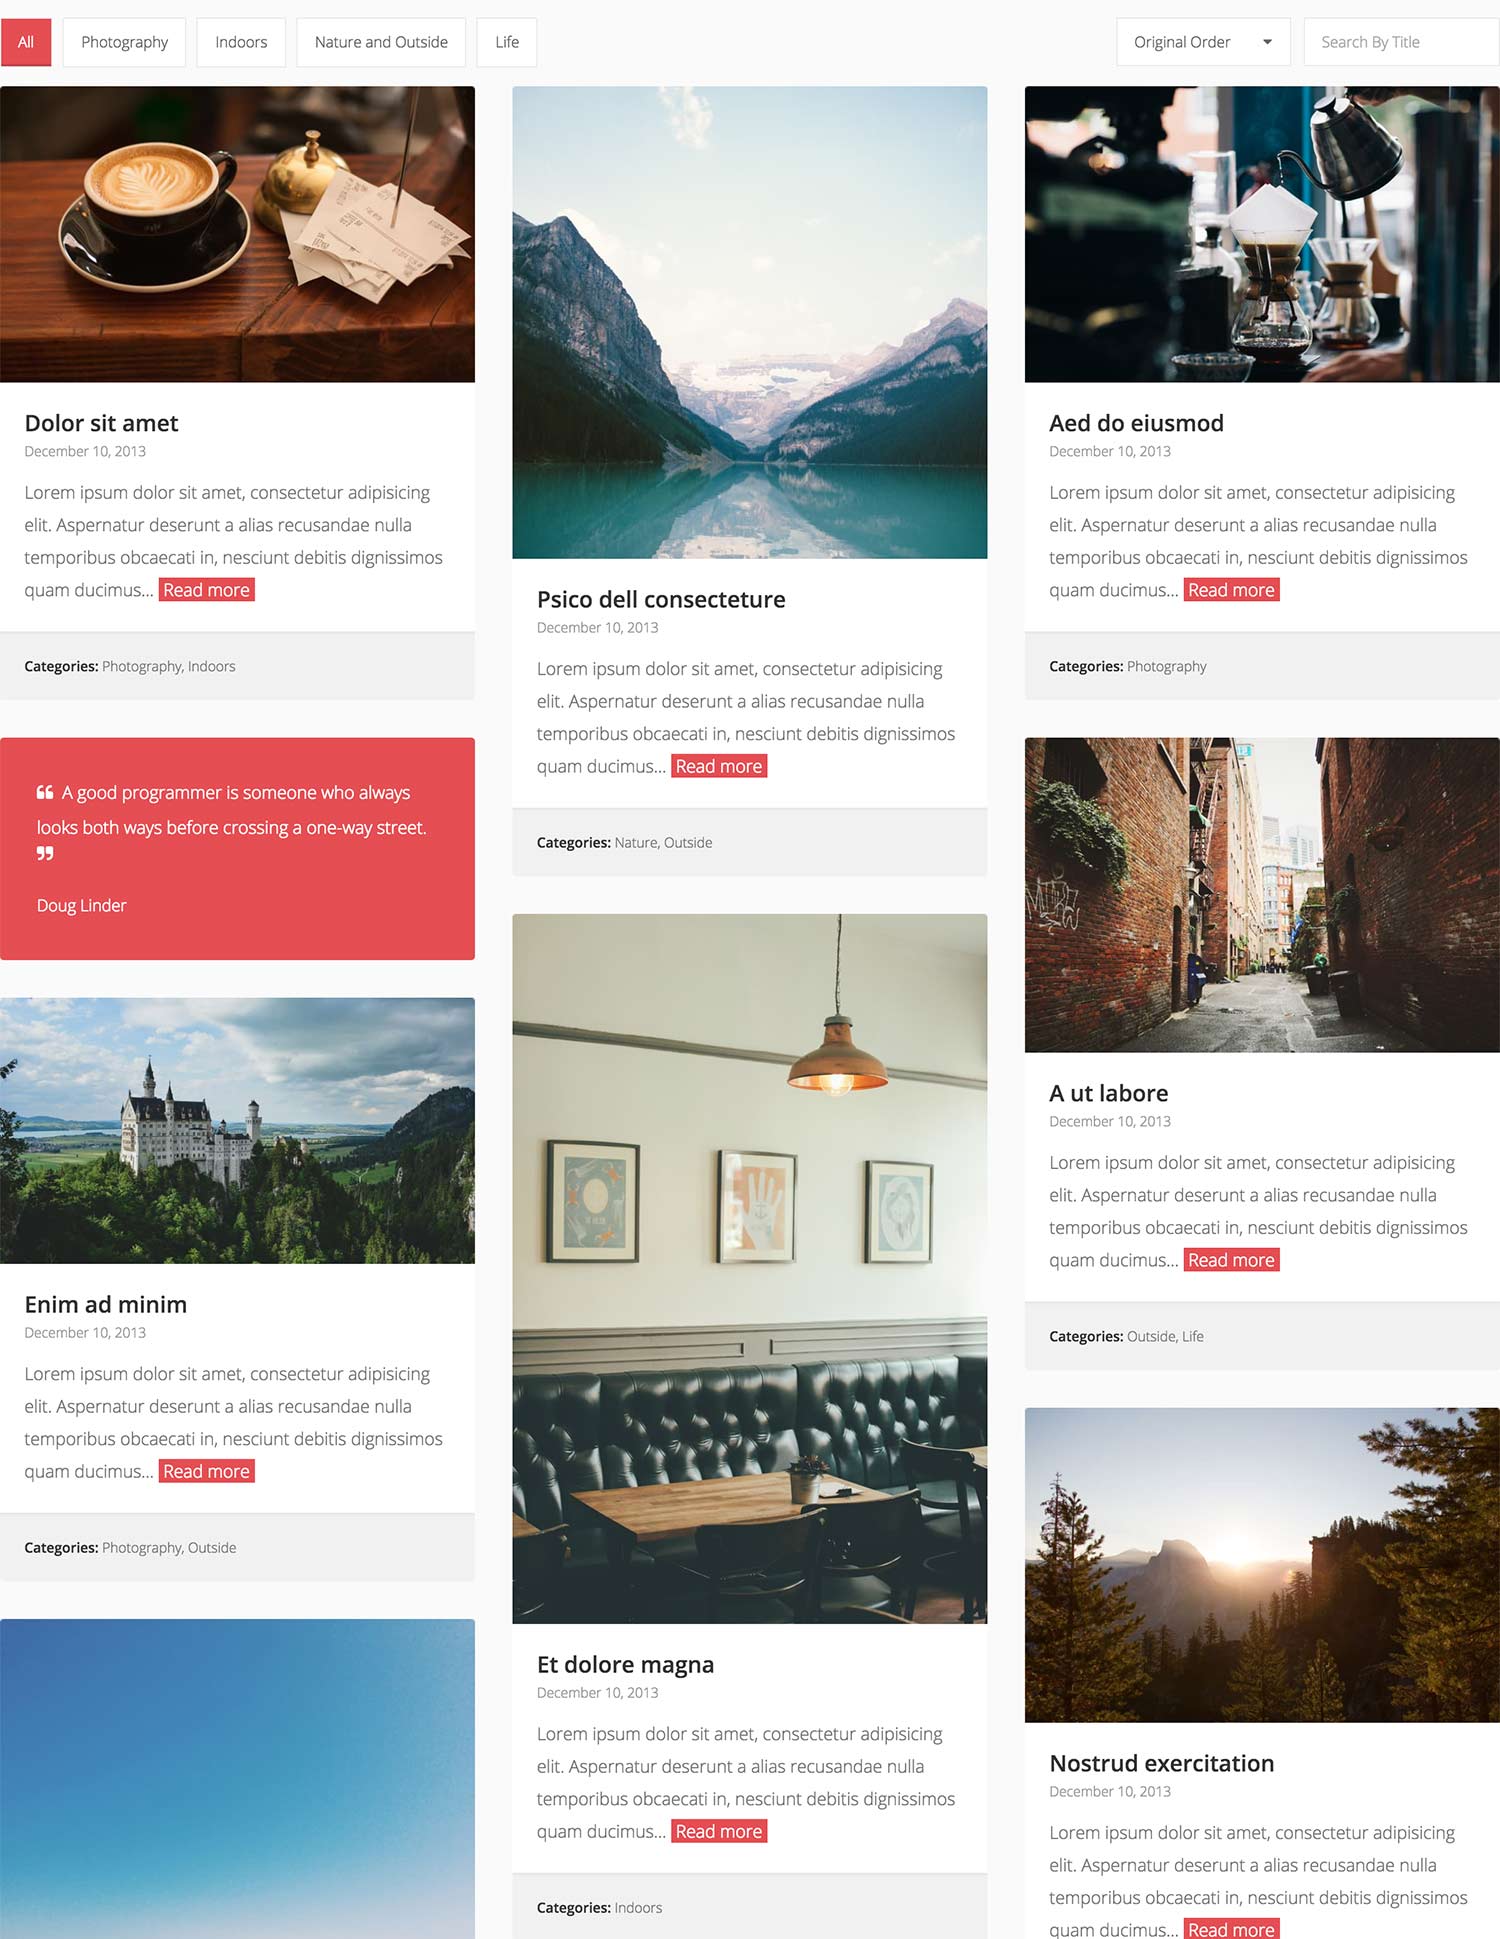 All
Photography
Indoors
Nature and Outside
Life
Original Order
Search By Title
Dolor sit amet
December 10, 2013
Lorem ipsum dolor sit amet, consectetur adipisicing
elit. Aspernatur deserunt a alias recusandae nulla
temporibus obcaecati in, nesciunt debitis dignissimos
quam ducimus... Read more
Categories: Photography, Indoors
“ A good programmer is someone who always
looks both ways before crossing a one-way street.
”
Doug Linder
Enim ad minim
December 10, 2013
Lorem ipsum dolor sit amet, consectetur adipisicing
elit. Aspernatur deserunt a alias recusandae nulla
temporibus obcaecati in, nesciunt debitis dignissimos
quam ducimus... Read more
Categories: Photography, Outside
Psico dell consecteture
December 10, 2013
Lorem ipsum dolor sit amet, consectetur adipisicing
elit. Aspernatur deserunt a alias recusandae nulla
temporibus obcaecati in, nesciunt debitis dignissimos
quam ducimus... Read more
Categories: Nature, Outside
Et dolore magna
December 10, 2013
Lorem ipsum dolor sit amet, consectetur adipisicing
elit. Aspernatur deserunt a alias recusandae nulla
temporibus obcaecati in, nesciunt debitis dignissimos
quam ducimus... Read more
Categories: Indoors
Aed do eiusmod
December 10, 2013
Lorem ipsum dolor sit amet, consectetur adipisicing
elit. Aspernatur deserunt a alias recusandae nulla
temporibus obcaecati in, nesciunt debitis dignissimos
quam ducimus... Read more
Categories: Photography
A ut labore
December 10, 2013
Lorem ipsum dolor sit amet, consectetur adipisicing
elit. Aspernatur deserunt a alias recusandae nulla
temporibus obcaecati in, nesciunt debitis dignissimos
quam ducimus... Read more
Categories: Outside, Life
Nostrud exercitation
December 10, 2013
Lorem ipsum dolor sit amet, consectetur adipisicing
elit. Aspernatur deserunt a alias recusandae nulla
temporibus obcaecati in, nesciunt debitis dignissimos
quam ducimus... Read more